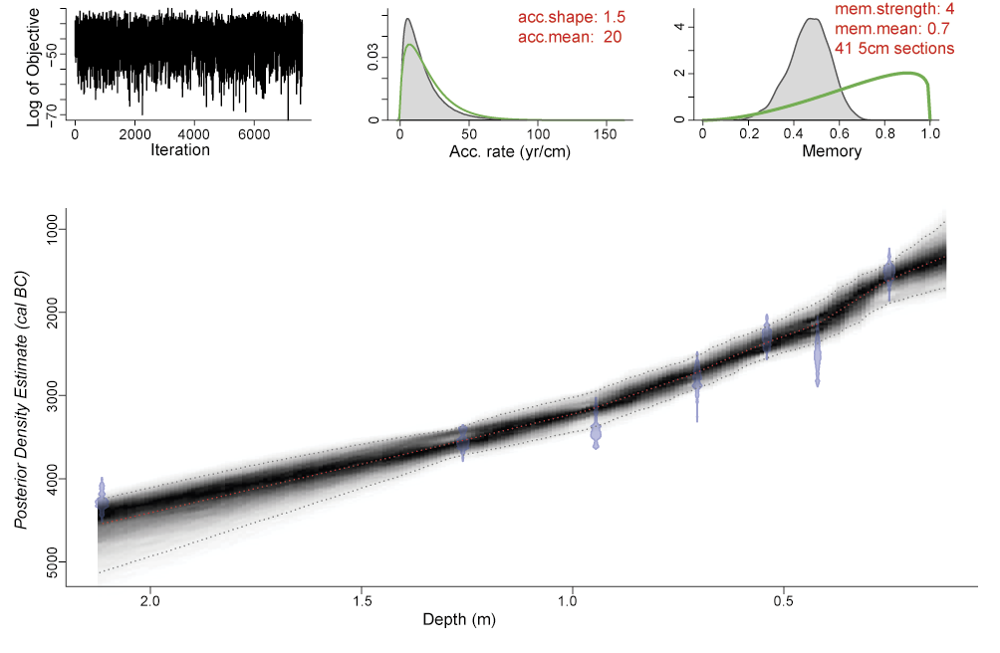 Log of Objective
−50
−70
0 2000 4000 6000
Iteration
acc.shape: 1.5
acc.mean: 20
0.03
0
0 50 100 150
Acc. rate (yr/cm)
mem.strength: 4
mem.mean: 0.7
41 5cm sections
4
2
0
0 0.2 0.4 0.6 0.8 1.0
Memory
Posterior Density Estimate (cal BC)
1000
2000
3000
4000
5000
2.0 1.5 1.0 0.5
Depth (m)